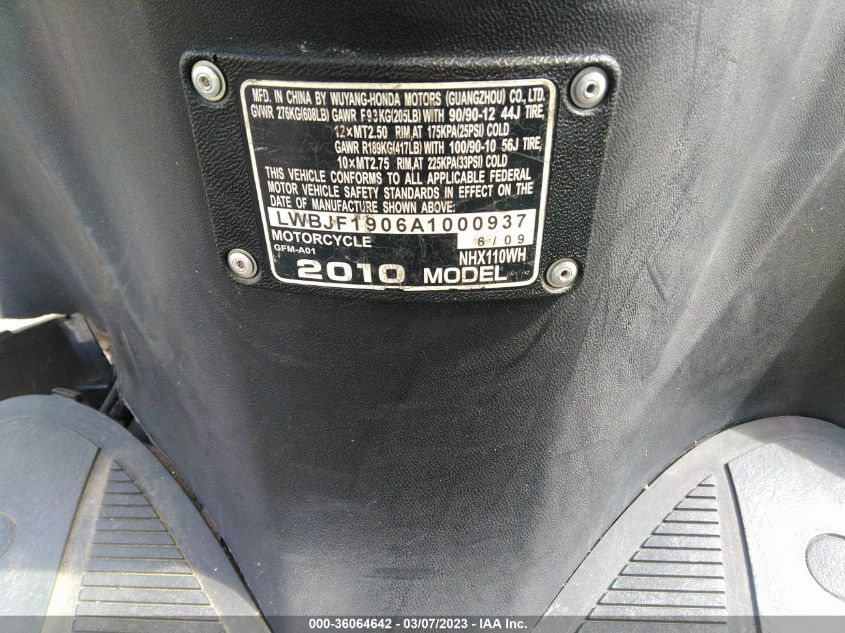 MFD. IN CHINA BY WUYANG-HONDA MOTORS (GUANGZHOU) CO., LTD.
GVWR 276KG(608LB) GAWR F93KG(205LB) WITH 90/90-12 44J TIRE,
12×MT2.50 RIM, AT 175KPA(25PSI) COLD
GAWR R189KG(417LB) WITH 100/90-10 56J TIRE,
10×MT2.75 RIM, AT 225KPA(33PSI) COLD
THIS VEHICLE CONFORMS TO ALL APPLICABLE FEDERAL
MOTOR VEHICLE SAFETY STANDARDS IN EFFECT ON THE
DATE OF MANUFACTURE SHOWN ABOVE:
LWBJF1906A1000937
MOTORCYCLE 6/09
GFM-A01 NHX110WH
2010 MODEL
000-36064642 - 03/07/2023 - IAA Inc.